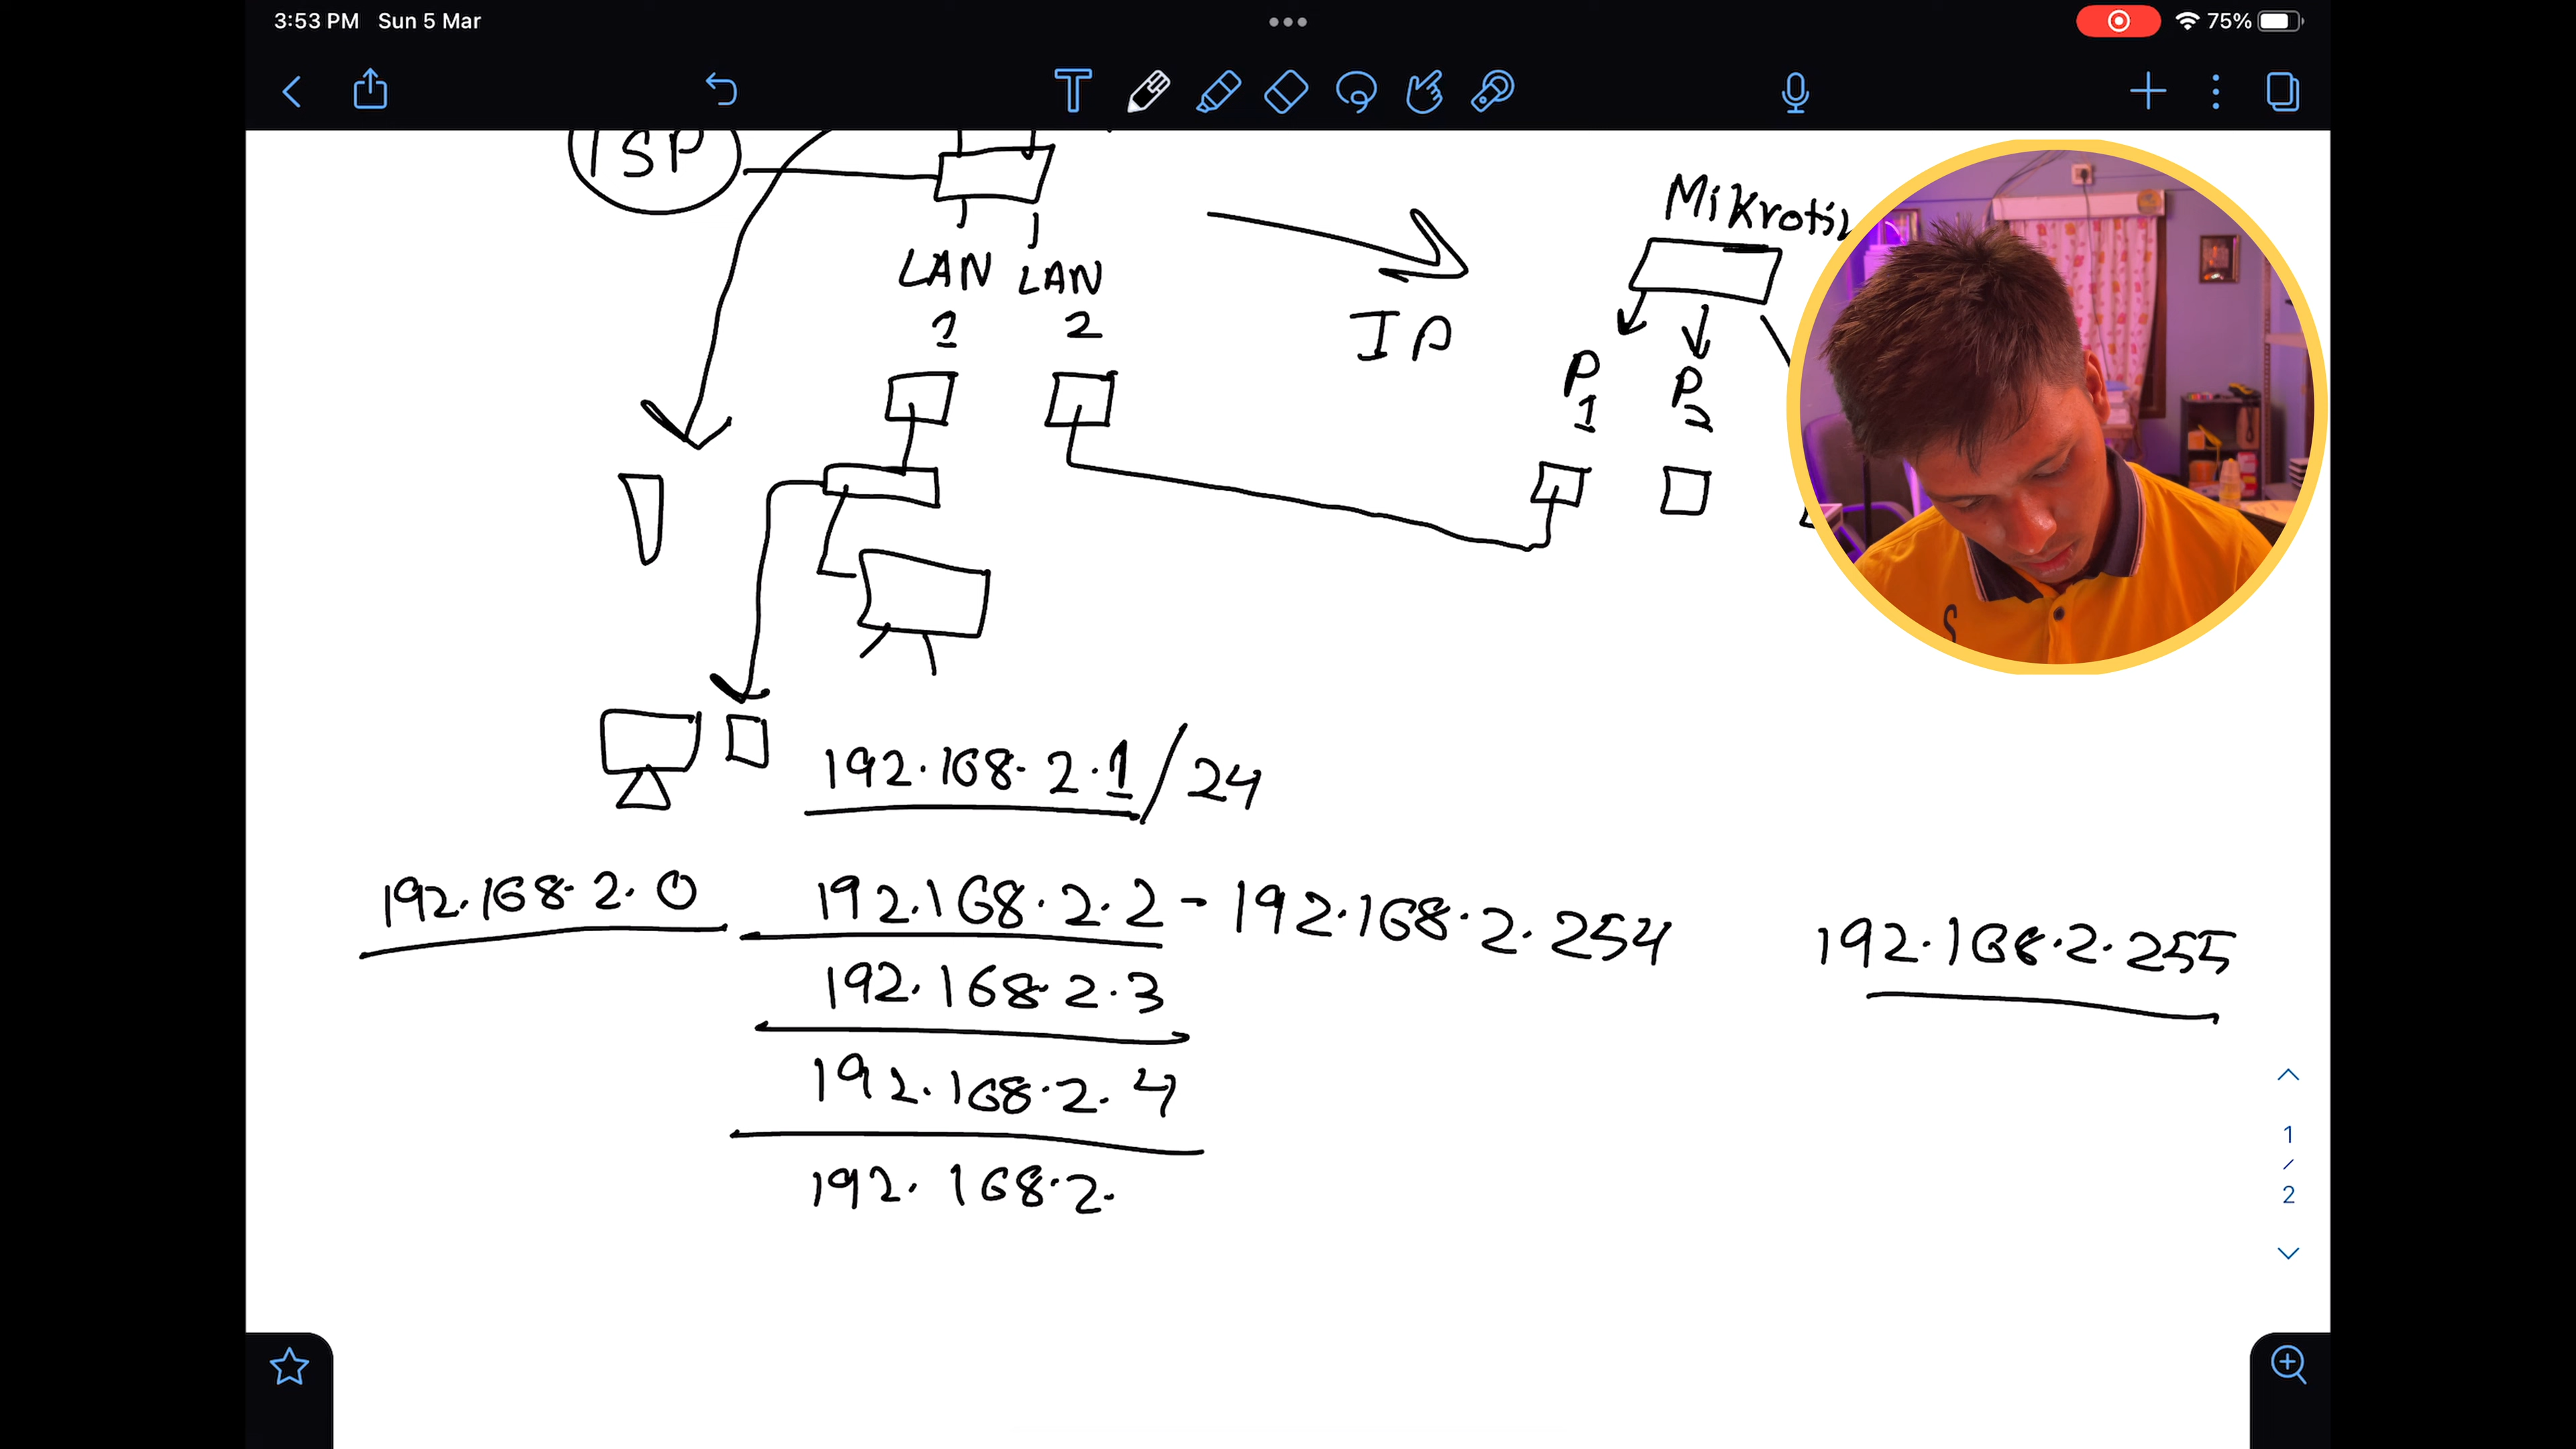 3:53 PM Sun 5 Mar
75%
T
ISP
LAN LAN
1 2
IP
Mikrotik
P P
1 2
192.168.2.1/24
192.168.2.0
192.168.2.2 - 192.168.2.254
192.168.2.255
192.168.2.3
192.168.2.4
192.168.2.
1
/
2